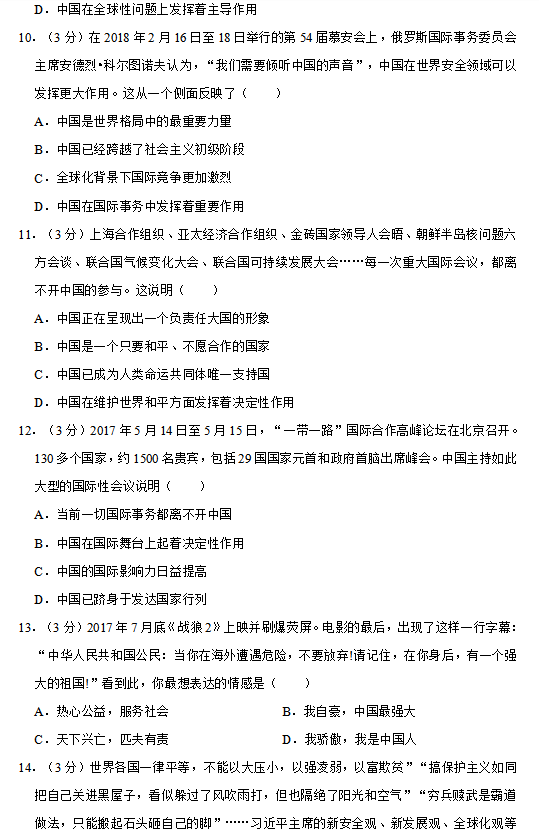 D．中国在全球性问题上发挥着主导作用
10．（3 分）在 2018 年 2 月 16 日至 18 日举行的第 54 届慕安会上，俄罗斯国际事务委员会
主席安德烈•科尔图诺夫认为，“我们需要倾听中国的声音”，中国在世界安全领域可以
发挥更大作用。这从一个侧面反映了（　　）
A．中国是世界格局中的最重要力量
B．中国已经跨越了社会主义初级阶段
C．全球化背景下国际竞争更加激烈
D．中国在国际事务中发挥着重要作用
11．（3 分）上海合作组织、亚太经济合作组织、金砖国家领导人会晤、朝鲜半岛核问题六
方会谈、联合国气候变化大会、联合国可持续发展大会……每一次重大国际会议，都离
不开中国的参与。这说明（　　）
A．中国正在呈现出一个负责任大国的形象
B．中国是一个只要和平、不愿合作的国家
C．中国已成为人类命运共同体唯一支持国
D．中国在维护世界和平方面发挥着决定性作用
12．（3 分）2017 年 5 月 14 日至 5 月 15 日，“一带一路”国际合作高峰论坛在北京召开。
130 多个国家，约 1500 名贵宾，包括 29 国国家元首和政府首脑出席峰会。中国主持如此
大型的国际性会议说明（　　）
A．当前一切国际事务都离不开中国
B．中国在国际舞台上起着决定性作用
C．中国的国际影响力日益提高
D．中国已跻身于发达国家行列
13．（3 分）2017 年 7 月底《战狼 2》上映并刷爆荧屏。电影的最后，出现了这样一行字幕：
“中华人民共和国公民：当你在海外遭遇危险，不要放弃!请记住，在你身后，有一个强
大的祖国!”看到此，你最想表达的情感是（　　）
A．热心公益，服务社会　　B．我自豪，中国最强大
C．天下兴亡，匹夫有责　　D．我骄傲，我是中国人
14．（3 分）世界各国一律平等，不能以大压小，以强凌弱，以富欺贫”“搞保护主义如同
把自己关进黑屋子，看似躲过了风吹雨打，但也隔绝了阳光和空气”“穷兵黩武是霸道
做法，只能搬起石头砸自己的脚”……习近平主席的新安全观、新发展观、全球化观等